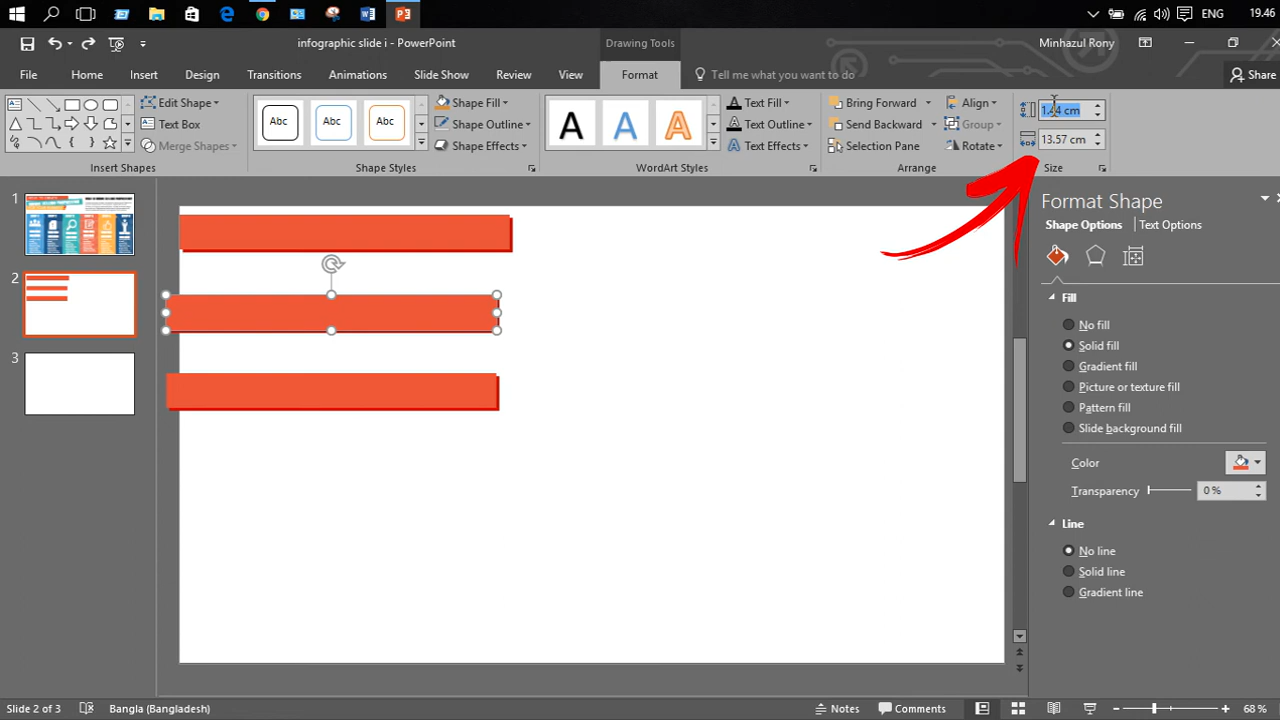 ENG
19.46
infographic slide i - PowerPoint
Drawing Tools
Minhazul Rony
File
Home
Insert
Design
Transitions
Animations
Slide Show
Review
View
Format
Tell me what you want to do
Share
Edit Shape
Text Box
Merge Shapes
Insert Shapes
Abc
Abc
Abc
Shape Fill
Shape Outline
Shape Effects
Shape Styles
A
A
A
Text Fill
Text Outline
Text Effects
WordArt Styles
Bring Forward
Send Backward
Selection Pane
Align
Group
Rotate
Arrange
cm
13.57 cm
Size
1
2
3
Format Shape
Shape Options
Text Options
Fill
No fill
Solid fill
Gradient fill
Picture or texture fill
Pattern fill
Slide background fill
Color
Transparency
0 %
Line
No line
Solid line
Gradient line
Slide 2 of 3
Bangla (Bangladesh)
Notes
Comments
68 %